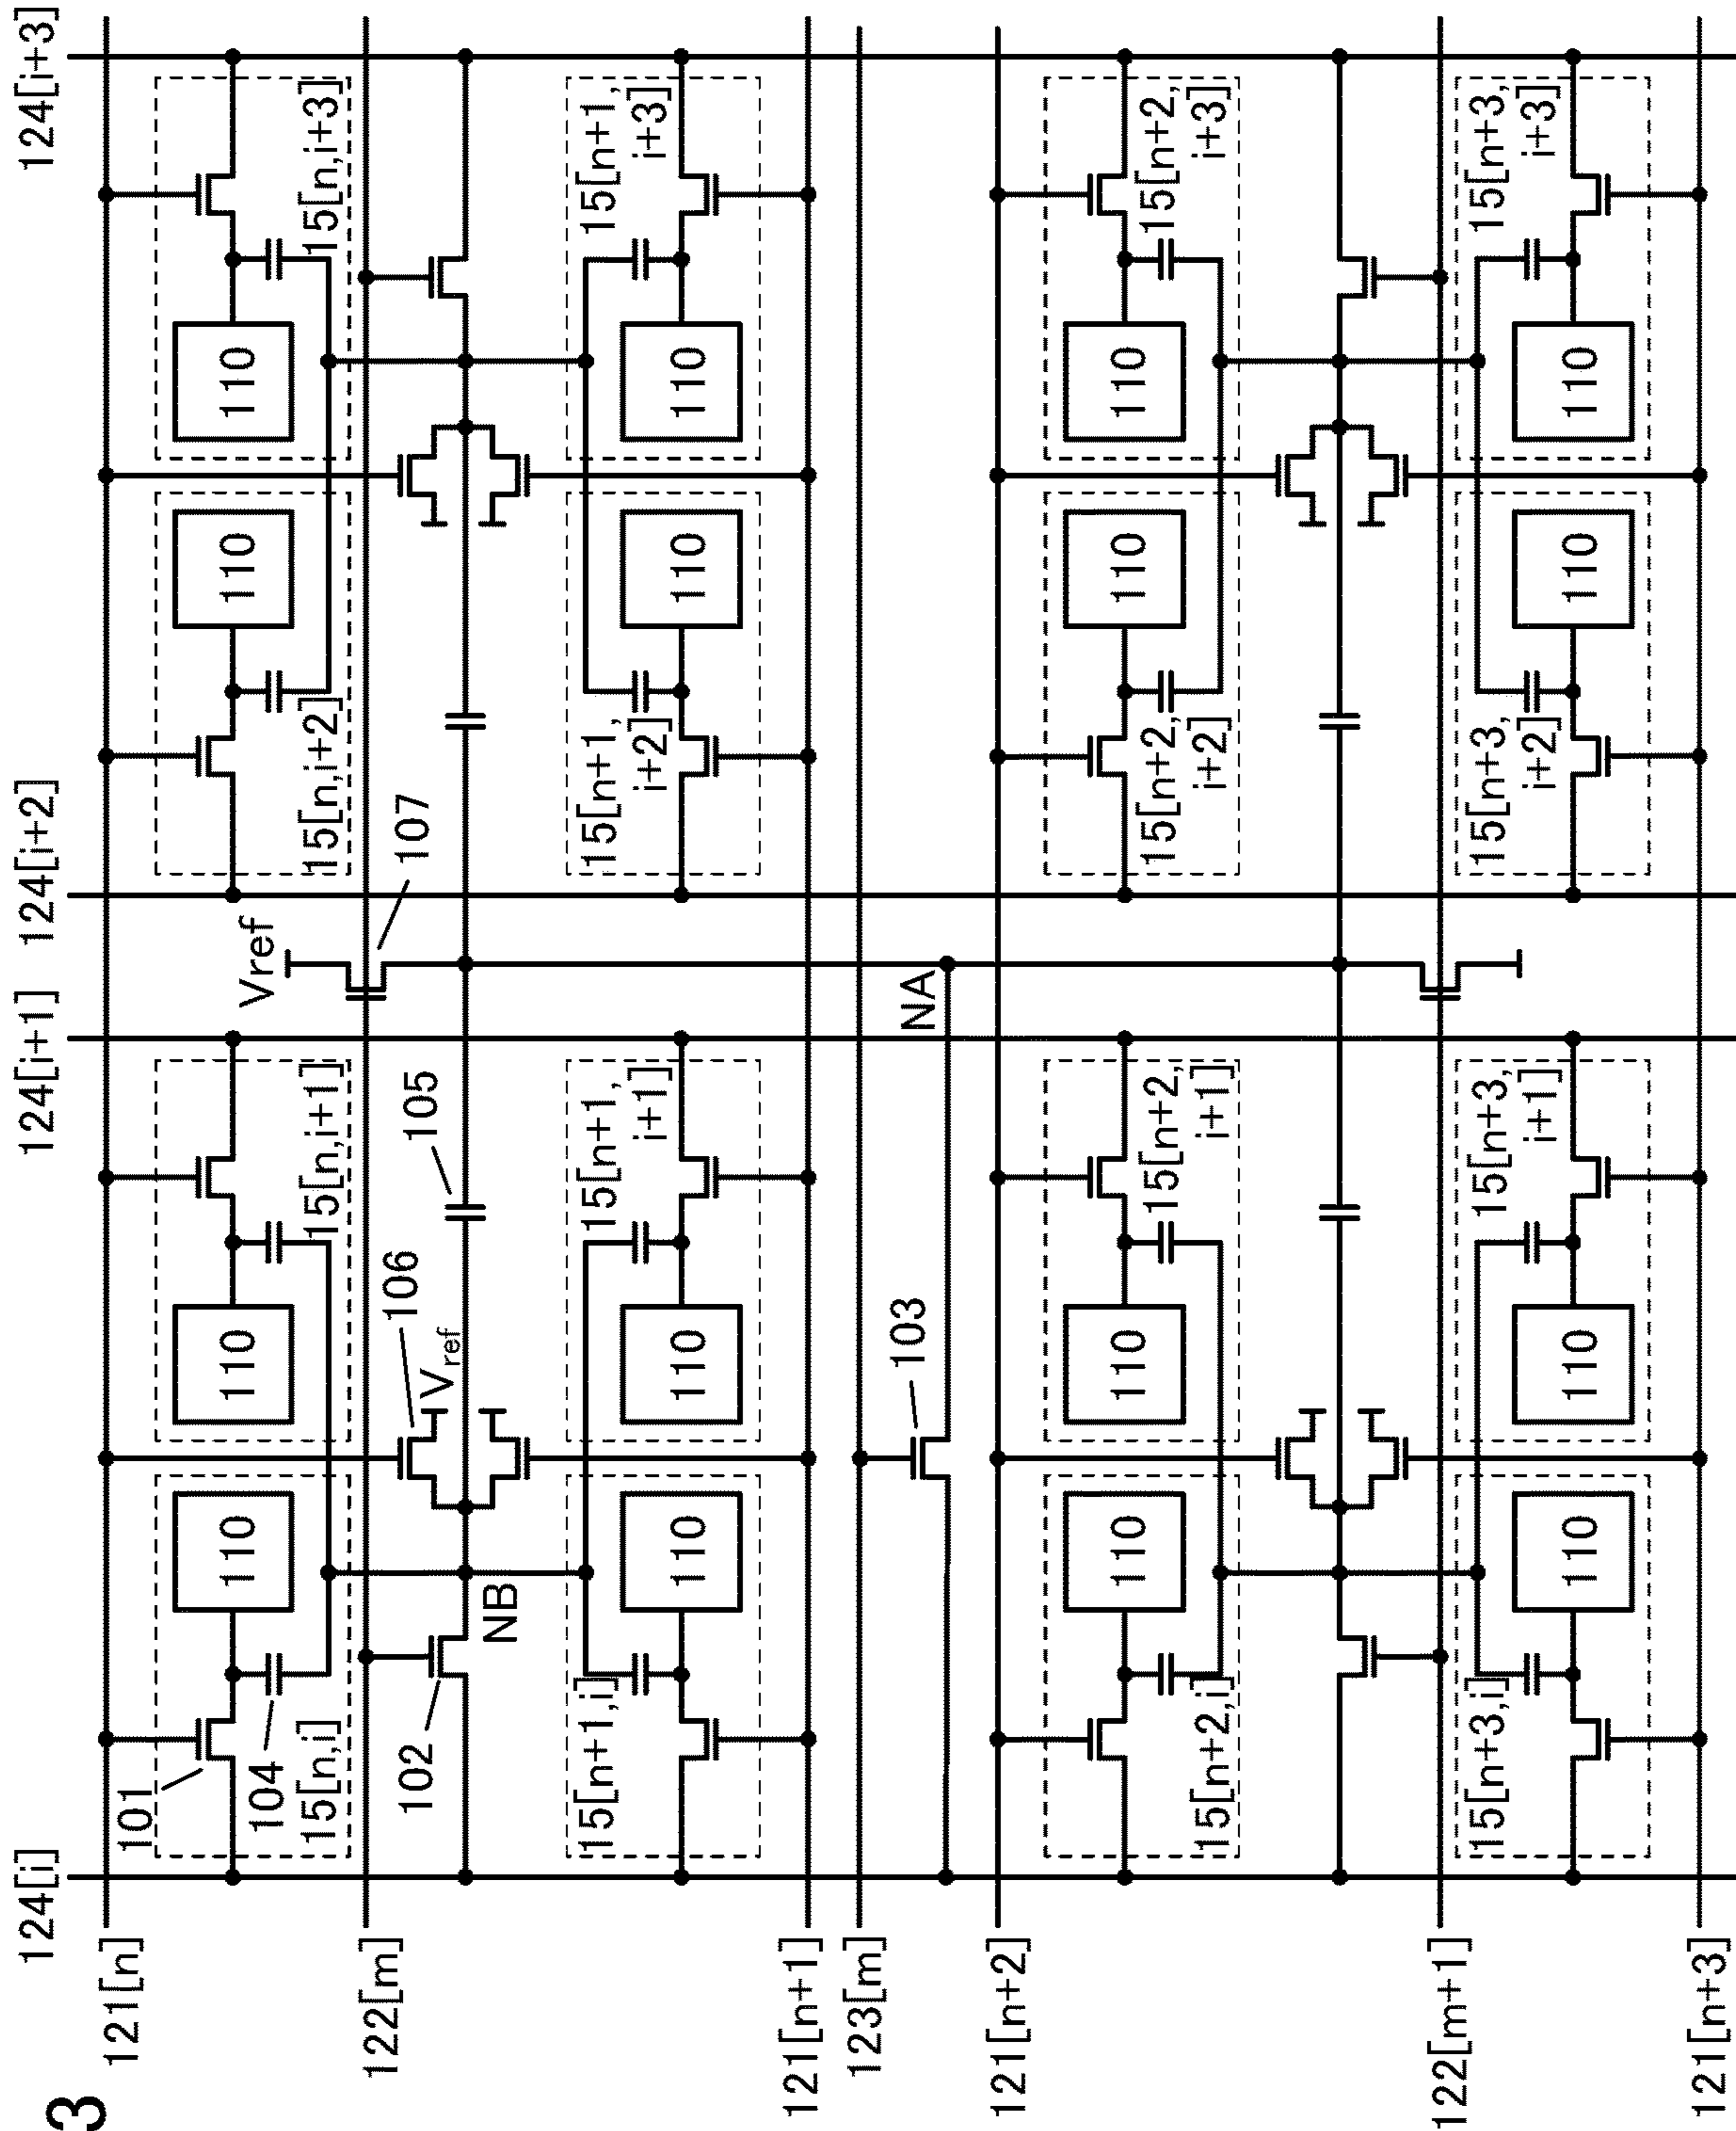 3
124[i]
124[i+1]
124[i+2]
124[i+3]
121[n]
101
110
110
110
110
104
Vref
15[n,i]
15[n,i+1]
15[n,i+2]
15[n,i+3]
122[m]
102
106
105
107
Vref
NB
15[n+1,i]
15[n+1,
i+1]
15[n+1,
i+2]
15[n+1,
i+3]
110
110
110
110
121[n+1]
123[m]
103
NA
121[n+2]
110
110
110
110
15[n+2,i]
15[n+2,
i+1]
15[n+2,
i+2]
15[n+2,
i+3]
122[m+1]
15[n+3,i]
15[n+3,
i+1]
15[n+3,
i+2]
15[n+3,
i+3]
110
110
110
110
121[n+3]